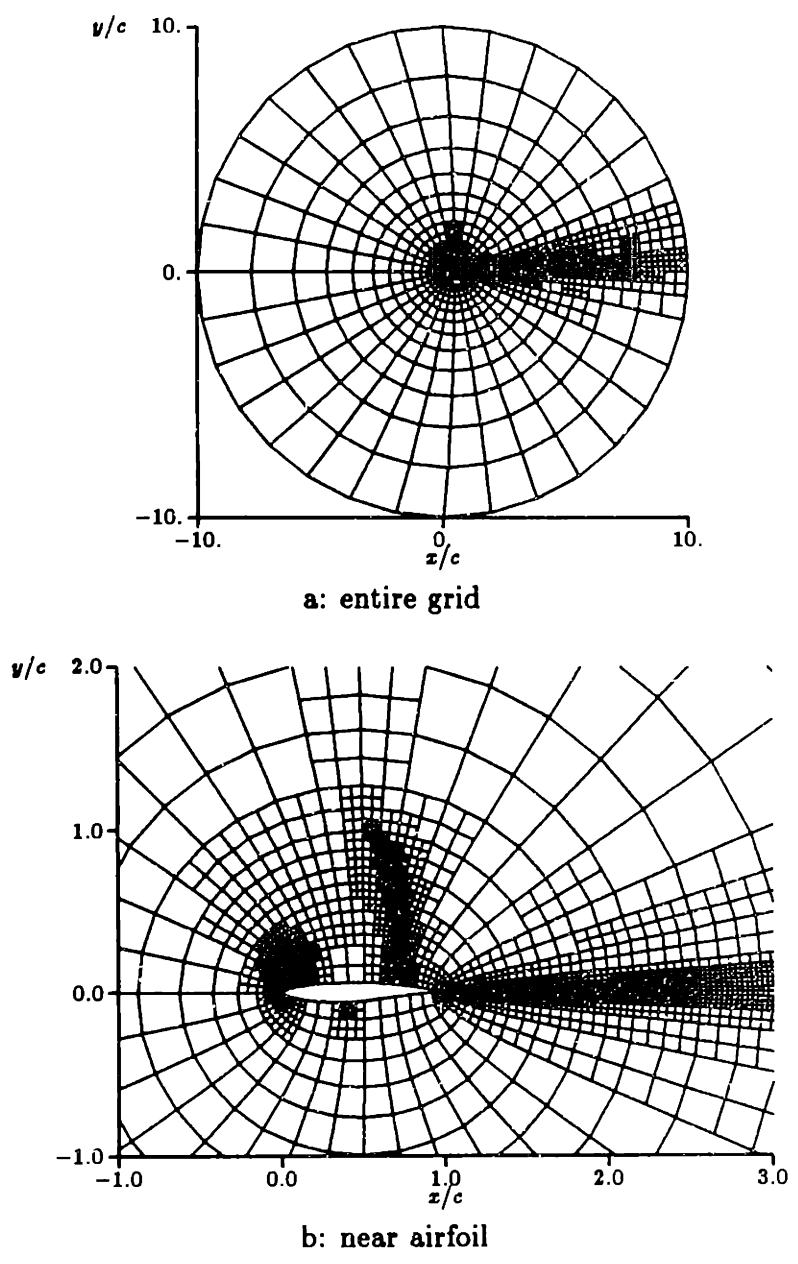 y/c 10.
0.
−10.
−10. 0. 10.
x/c
a: entire grid
y/c 2.0
1.0
0.0
−1.0
−1.0 0.0 1.0 2.0 3.0
x/c
b: near airfoil